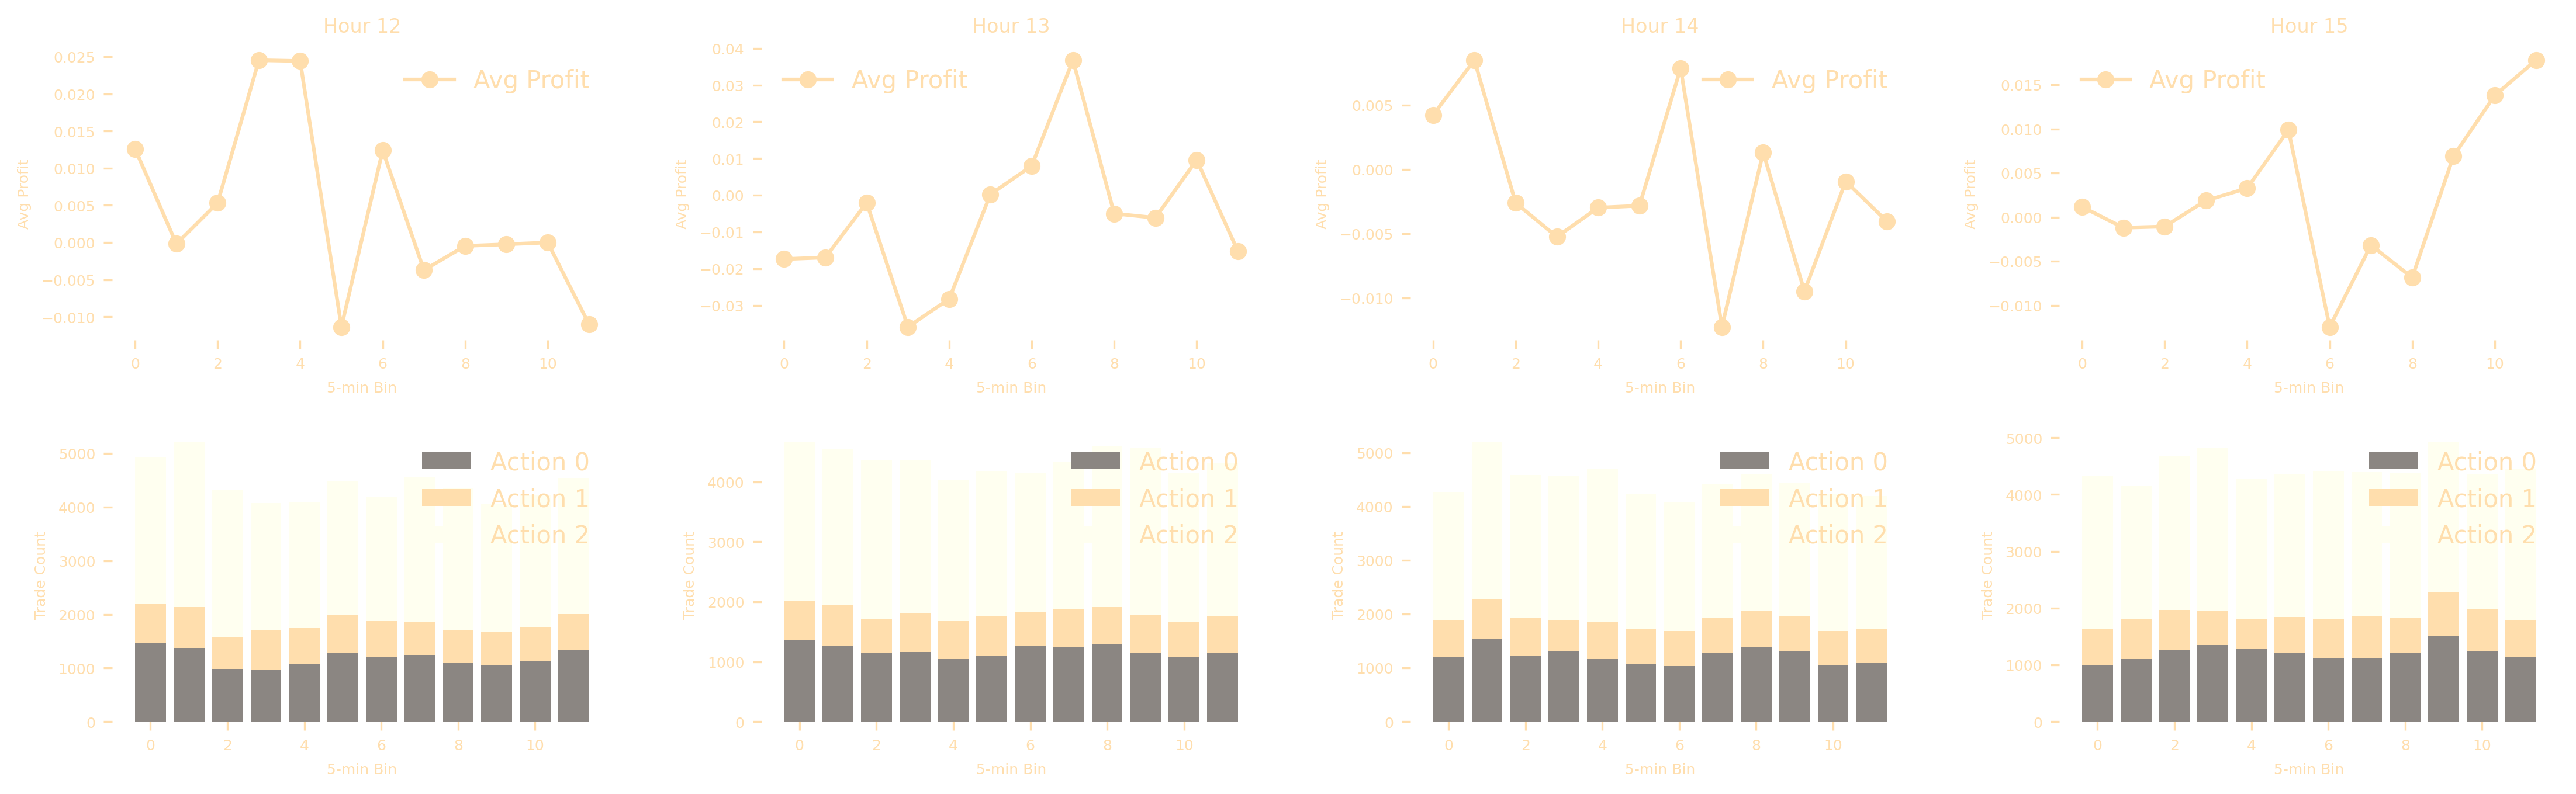 Hour 12
Avg Profit
0.025
0.020
0.015
0.010
0.005
0.000
−0.005
−0.010
Avg Profit
0 2 4 6 8 10
5-min Bin
Hour 13
Avg Profit
0.04
0.03
0.02
0.01
0.00
−0.01
−0.02
−0.03
Avg Profit
0 2 4 6 8 10
5-min Bin
Hour 14
Avg Profit
0.005
0.000
−0.005
−0.010
Avg Profit
0 2 4 6 8 10
5-min Bin
Hour 15
Avg Profit
0.015
0.010
0.005
0.000
−0.005
−0.010
Avg Profit
0 2 4 6 8 10
5-min Bin
Trade Count
5000
4000
3000
2000
1000
0
Action 0
Action 1
Action 2
0 2 4 6 8 10
5-min Bin
Trade Count
4000
3000
2000
1000
0
Action 0
Action 1
Action 2
0 2 4 6 8 10
5-min Bin
Trade Count
5000
4000
3000
2000
1000
0
Action 0
Action 1
Action 2
0 2 4 6 8 10
5-min Bin
Trade Count
5000
4000
3000
2000
1000
0
Action 0
Action 1
Action 2
0 2 4 6 8 10
5-min Bin